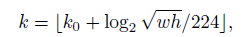 k = ⌊k₀ + log₂ √wh/224⌋,